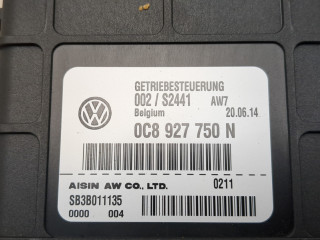 GETRIEBESTEUERUNG
002 / S2441 AW7
Belgium 20.06.14
0C8 927 750 N
AISIN AW CO., LTD. 0211
SB3B011135
0000 004